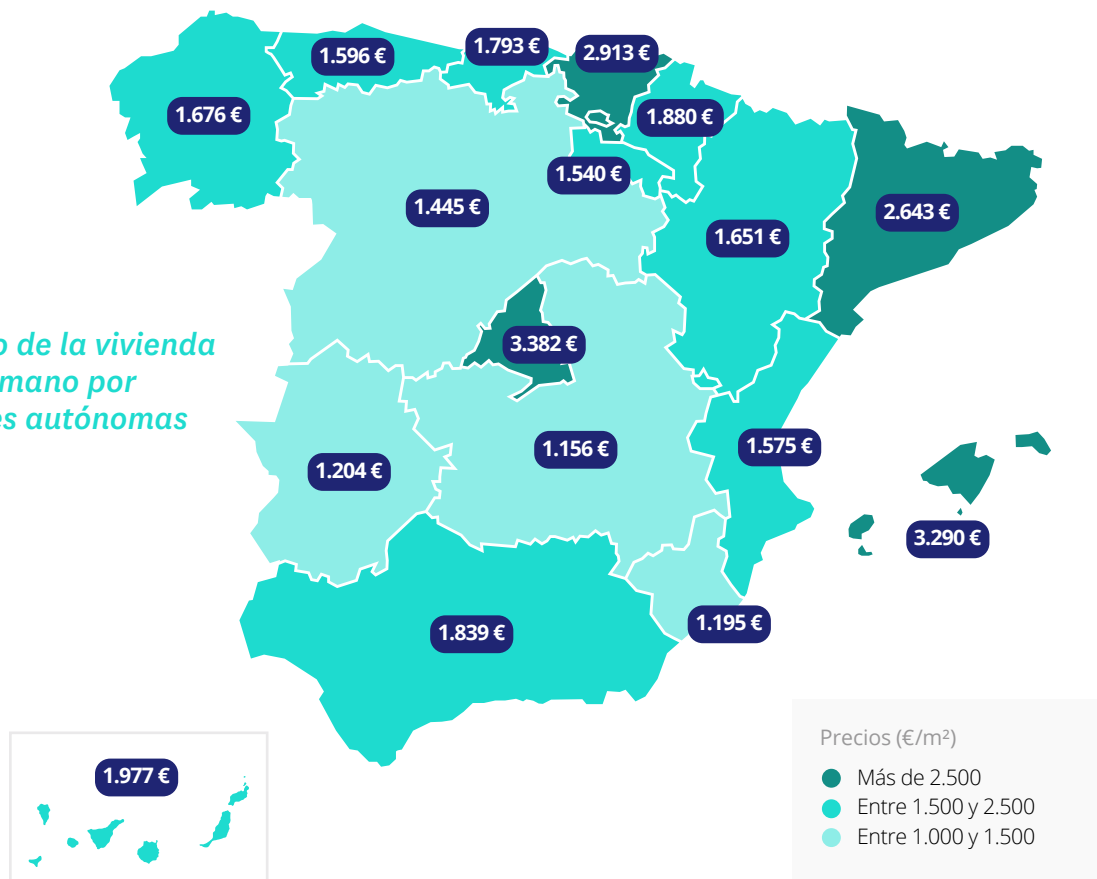 1.596 €
1.793 €
2.913 €
1.676 €
1.880 €
1.540 €
1.445 €
2.643 €
1.651 €
de la vivienda
mano por
autónomas
3.382 €
1.204 €
1.156 €
1.575 €
3.290 €
1.839 €
1.195 €
1.977 €
Precios (€/m²)
Más de 2.500
Entre 1.500 y 2.500
Entre 1.000 y 1.500